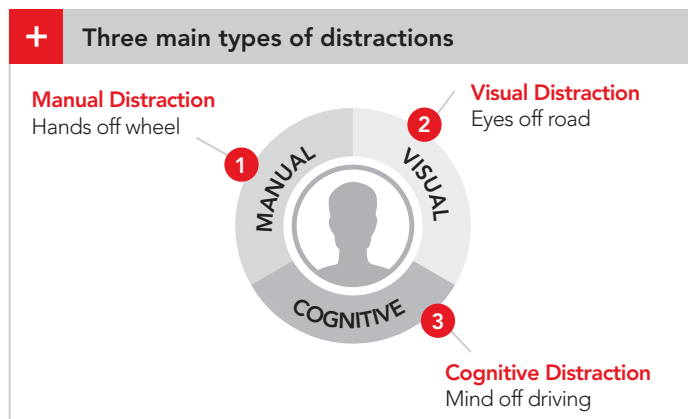 + Three main types of distractions
Manual Distraction
Hands off wheel
Visual Distraction
Eyes off road
1
2
MANUAL
VISUAL
COGNITIVE
3
Cognitive Distraction
Mind off driving